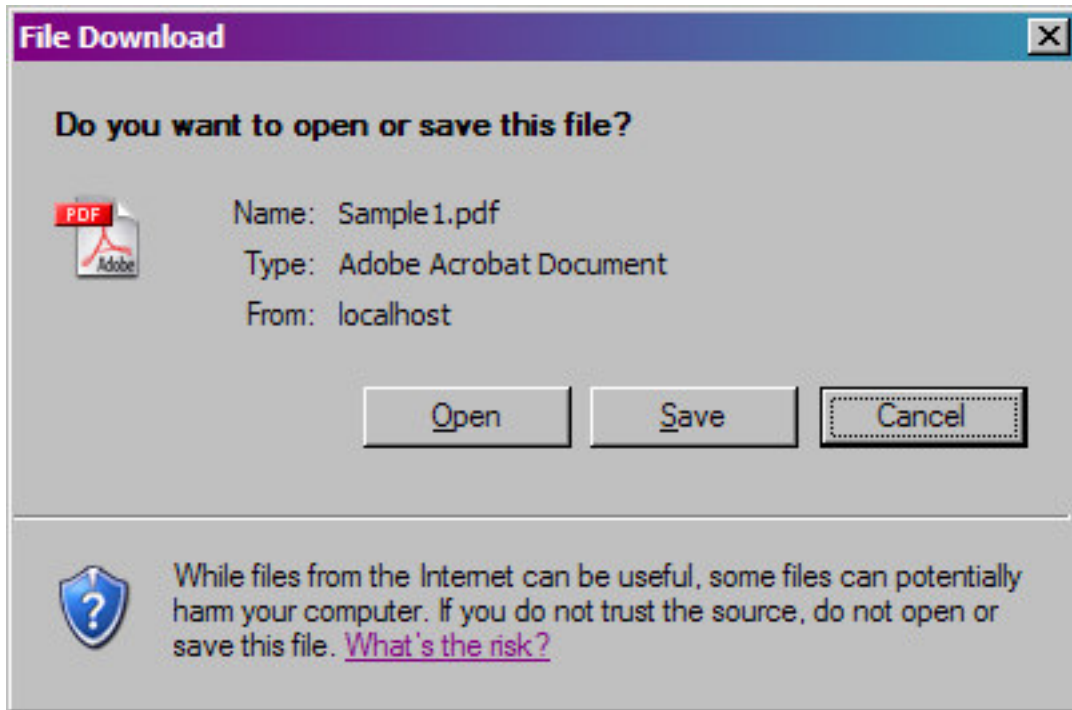 File Download
Do you want to open or save this file?
PDF
Adobe
Name: Sample1.pdf
Type: Adobe Acrobat Document
From: localhost
Open Save Cancel
While files from the Internet can be useful, some files can potentially
harm your computer. If you do not trust the source, do not open or
save this file. What's the risk?